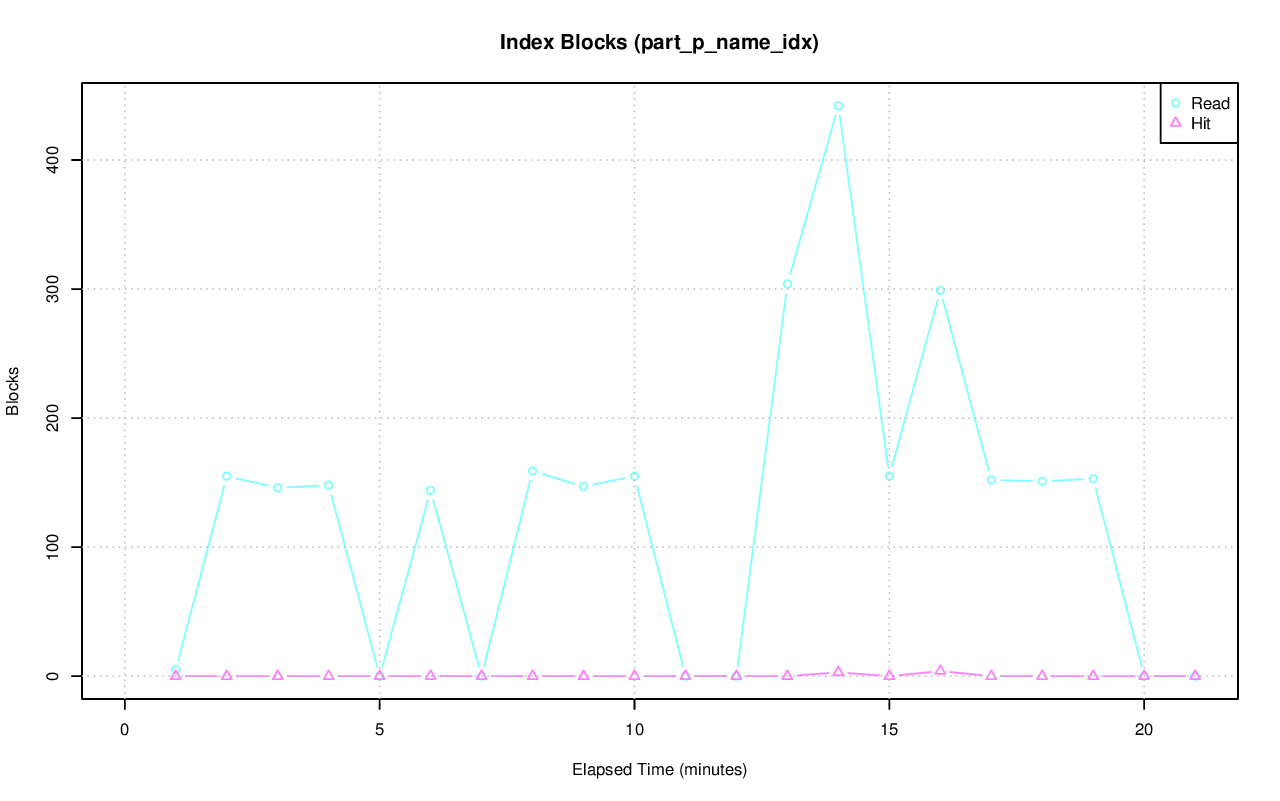 Index Blocks (part_p_name_idx)
Read
Hit
Blocks
0
100
200
300
400
0
5
10
15
20
Elapsed Time (minutes)